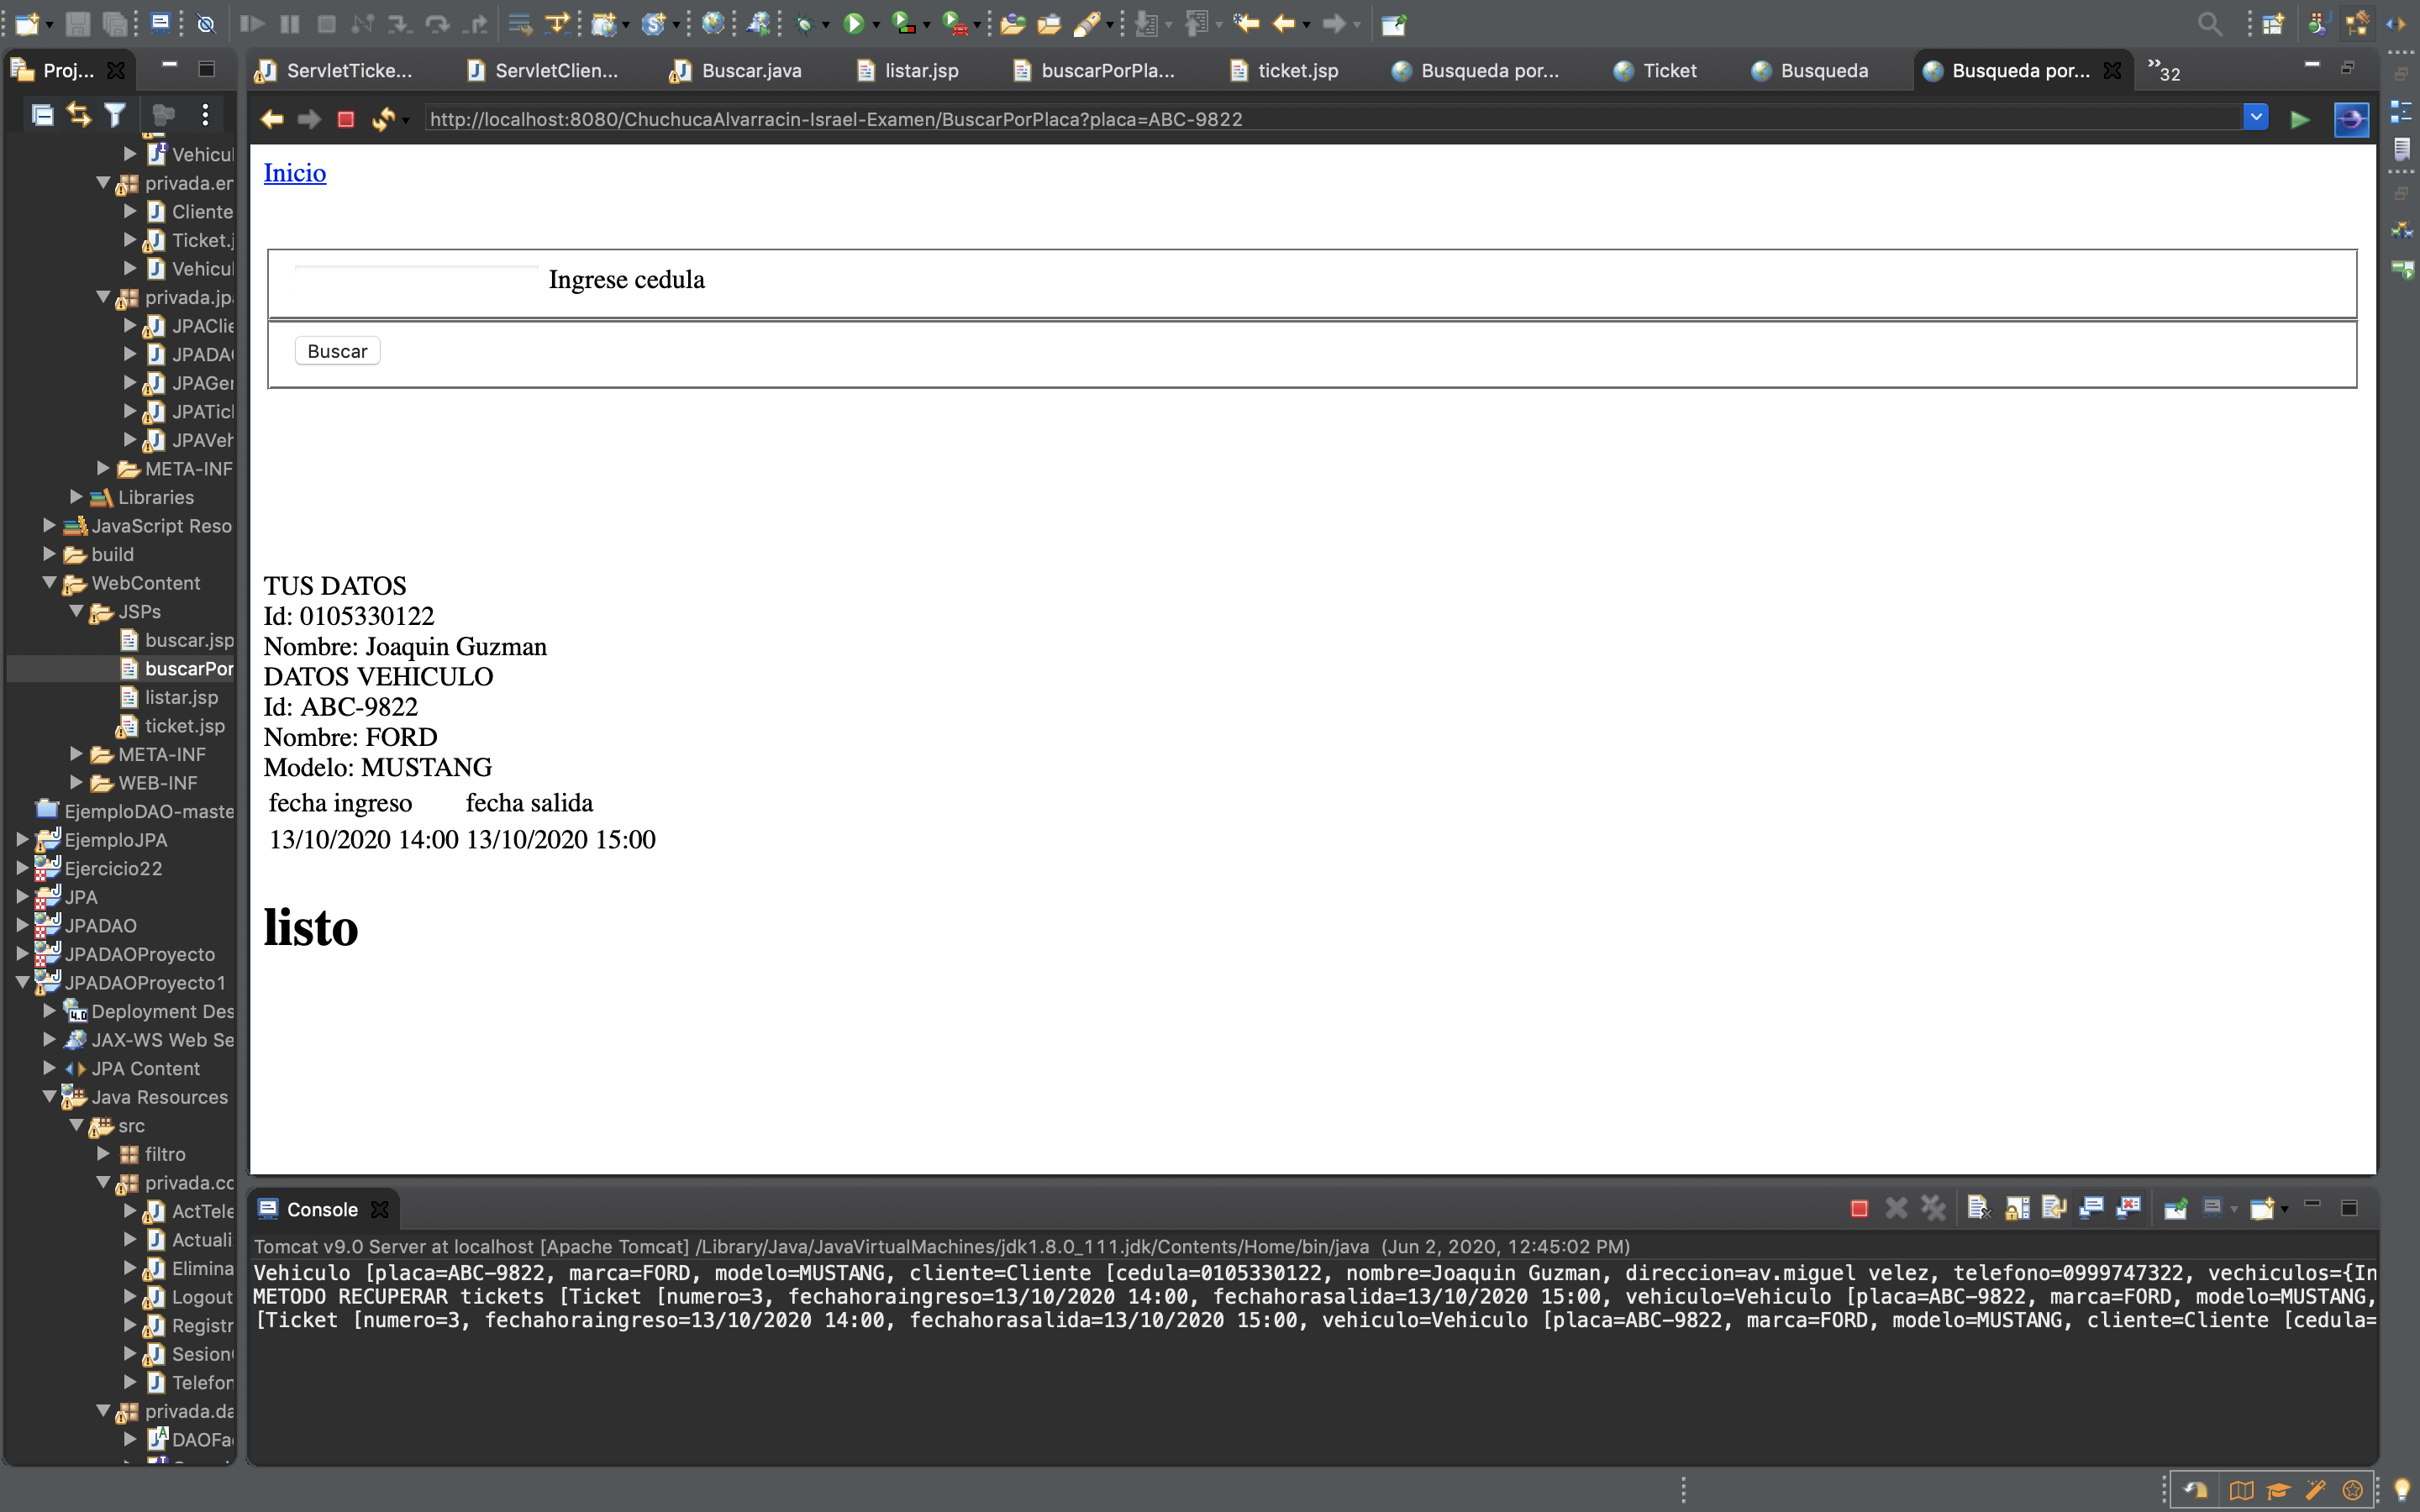 Proj...
ServletTicke...
ServletClien...
Buscar.java
listar.jsp
buscarPorPla...
ticket.jsp
Busqueda por...
Ticket
Busqueda
Busqueda por...
»32
http://localhost:8080/ChuchucaAlvarracin-Israel-Examen/BuscarPorPlaca?placa=ABC-9822
Vehicul
privada.en
Cliente
Ticket.j
Vehicul
privada.jpa
JPAClie
JPADAO
JPAGen
JPATick
JPAVeh
META-INF
Libraries
JavaScript Reso
build
WebContent
JSPs
buscar.jsp
buscarPor
listar.jsp
ticket.jsp
META-INF
WEB-INF
EjemploDAO-maste
EjemploJPA
Ejercicio22
JPA
JPADAO
JPADAOProyecto
JPADAOProyecto1
Deployment Des
JAX-WS Web Se
JPA Content
Java Resources
src
filtro
privada.co
ActTele
Actuali
Elimina
Logout
Registr
Sesion
Telefon
privada.da
DAOFa
Inicio
Ingrese cedula
Buscar
TUS DATOS
Id: 0105330122
Nombre: Joaquin Guzman
DATOS VEHICULO
Id: ABC-9822
Nombre: FORD
Modelo: MUSTANG
fecha ingreso fecha salida
13/10/2020 14:00 13/10/2020 15:00
listo
Console
Tomcat v9.0 Server at localhost [Apache Tomcat] /Library/Java/JavaVirtualMachines/jdk1.8.0_111.jdk/Contents/Home/bin/java (Jun 2, 2020, 12:45:02 PM)
Vehiculo [placa=ABC-9822, marca=FORD, modelo=MUSTANG, cliente=Cliente [cedula=0105330122, nombre=Joaquin Guzman, direccion=av.miguel velez, telefono=0999747322, vechiculos={In
METODO RECUPERAR tickets [Ticket [numero=3, fechahoraingreso=13/10/2020 14:00, fechahorasalida=13/10/2020 15:00, vehiculo=Vehiculo [placa=ABC-9822, marca=FORD, modelo=MUSTANG,
[Ticket [numero=3, fechahoraingreso=13/10/2020 14:00, fechahorasalida=13/10/2020 15:00, vehiculo=Vehiculo [placa=ABC-9822, marca=FORD, modelo=MUSTANG, cliente=Cliente [cedula=